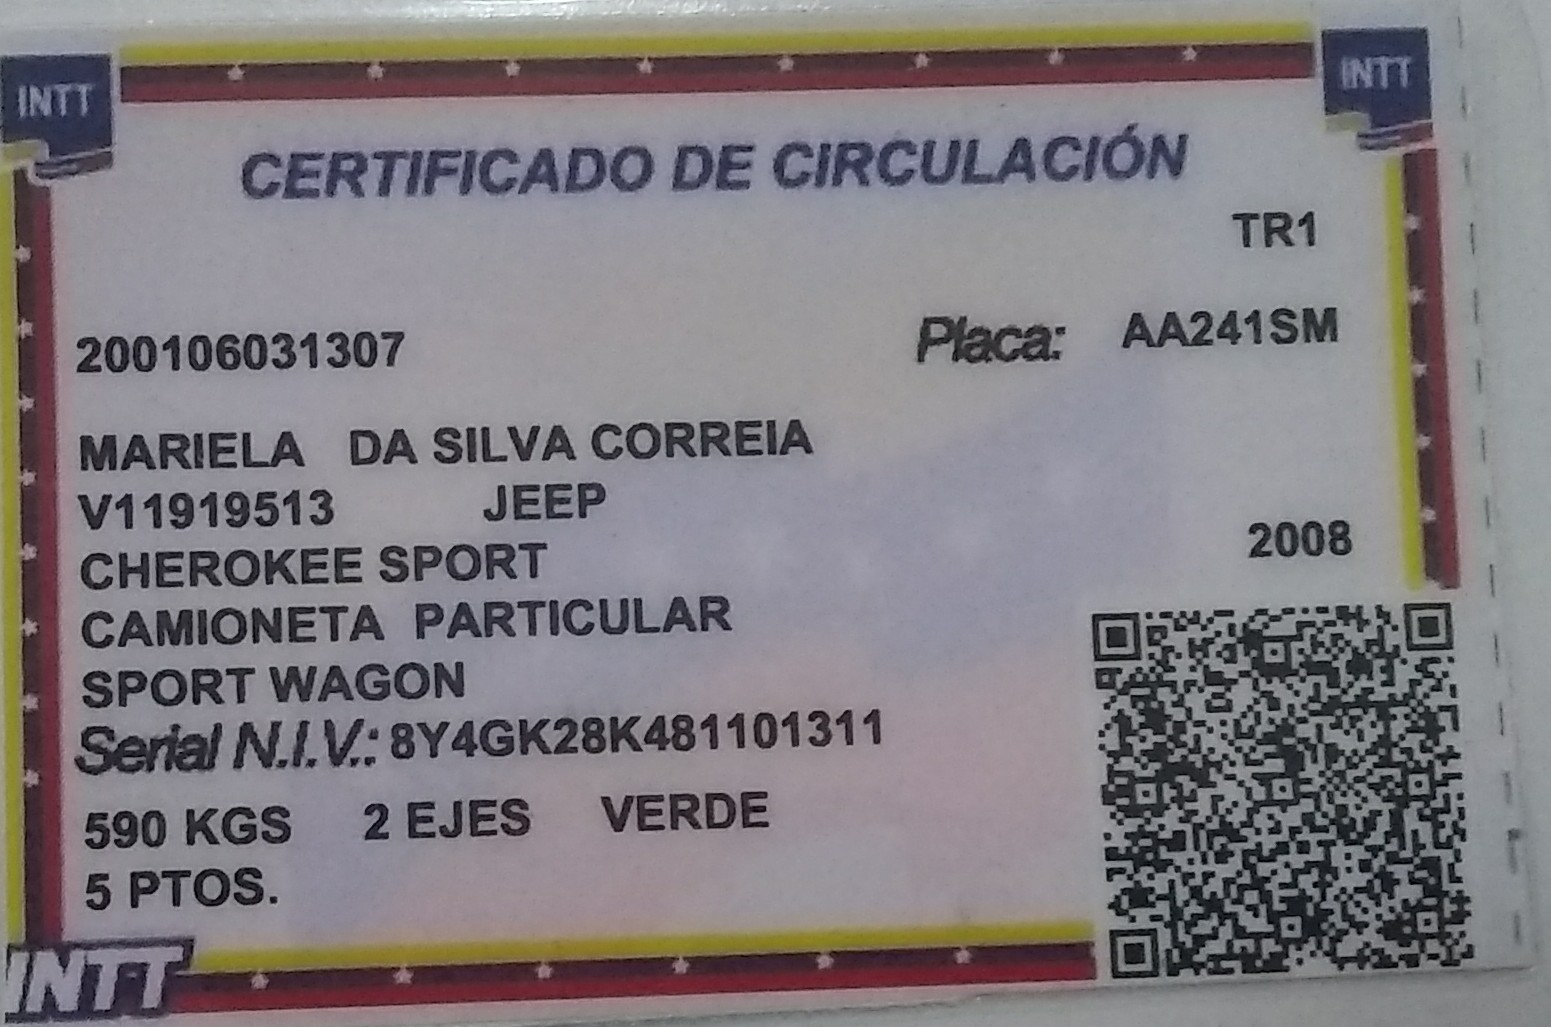 INTT
INTT
CERTIFICADO DE CIRCULACIÓN
TR1
200106031307 Placa: AA241SM
MARIELA DA SILVA CORREIA
V11919513 JEEP
CHEROKEE SPORT 2008
CAMIONETA PARTICULAR
SPORT WAGON
Serial N.I.V.: 8Y4GK28K481101311
590 KGS 2 EJES VERDE
5 PTOS.
INTT